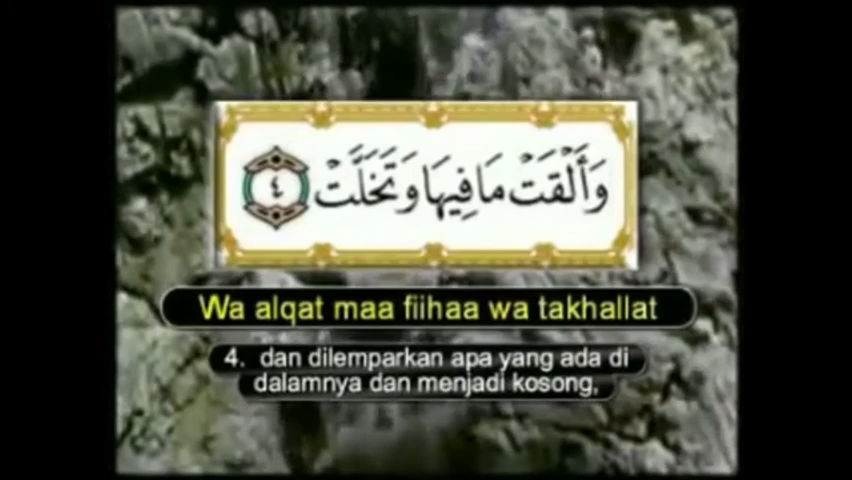 وَأَلْقَتْ مَا فِيهَا وَتَخَلَّتْ ٤
Wa alqat maa fiihaa wa takhallat
4. dan dilemparkan apa yang ada di
dalamnya dan menjadi kosong,